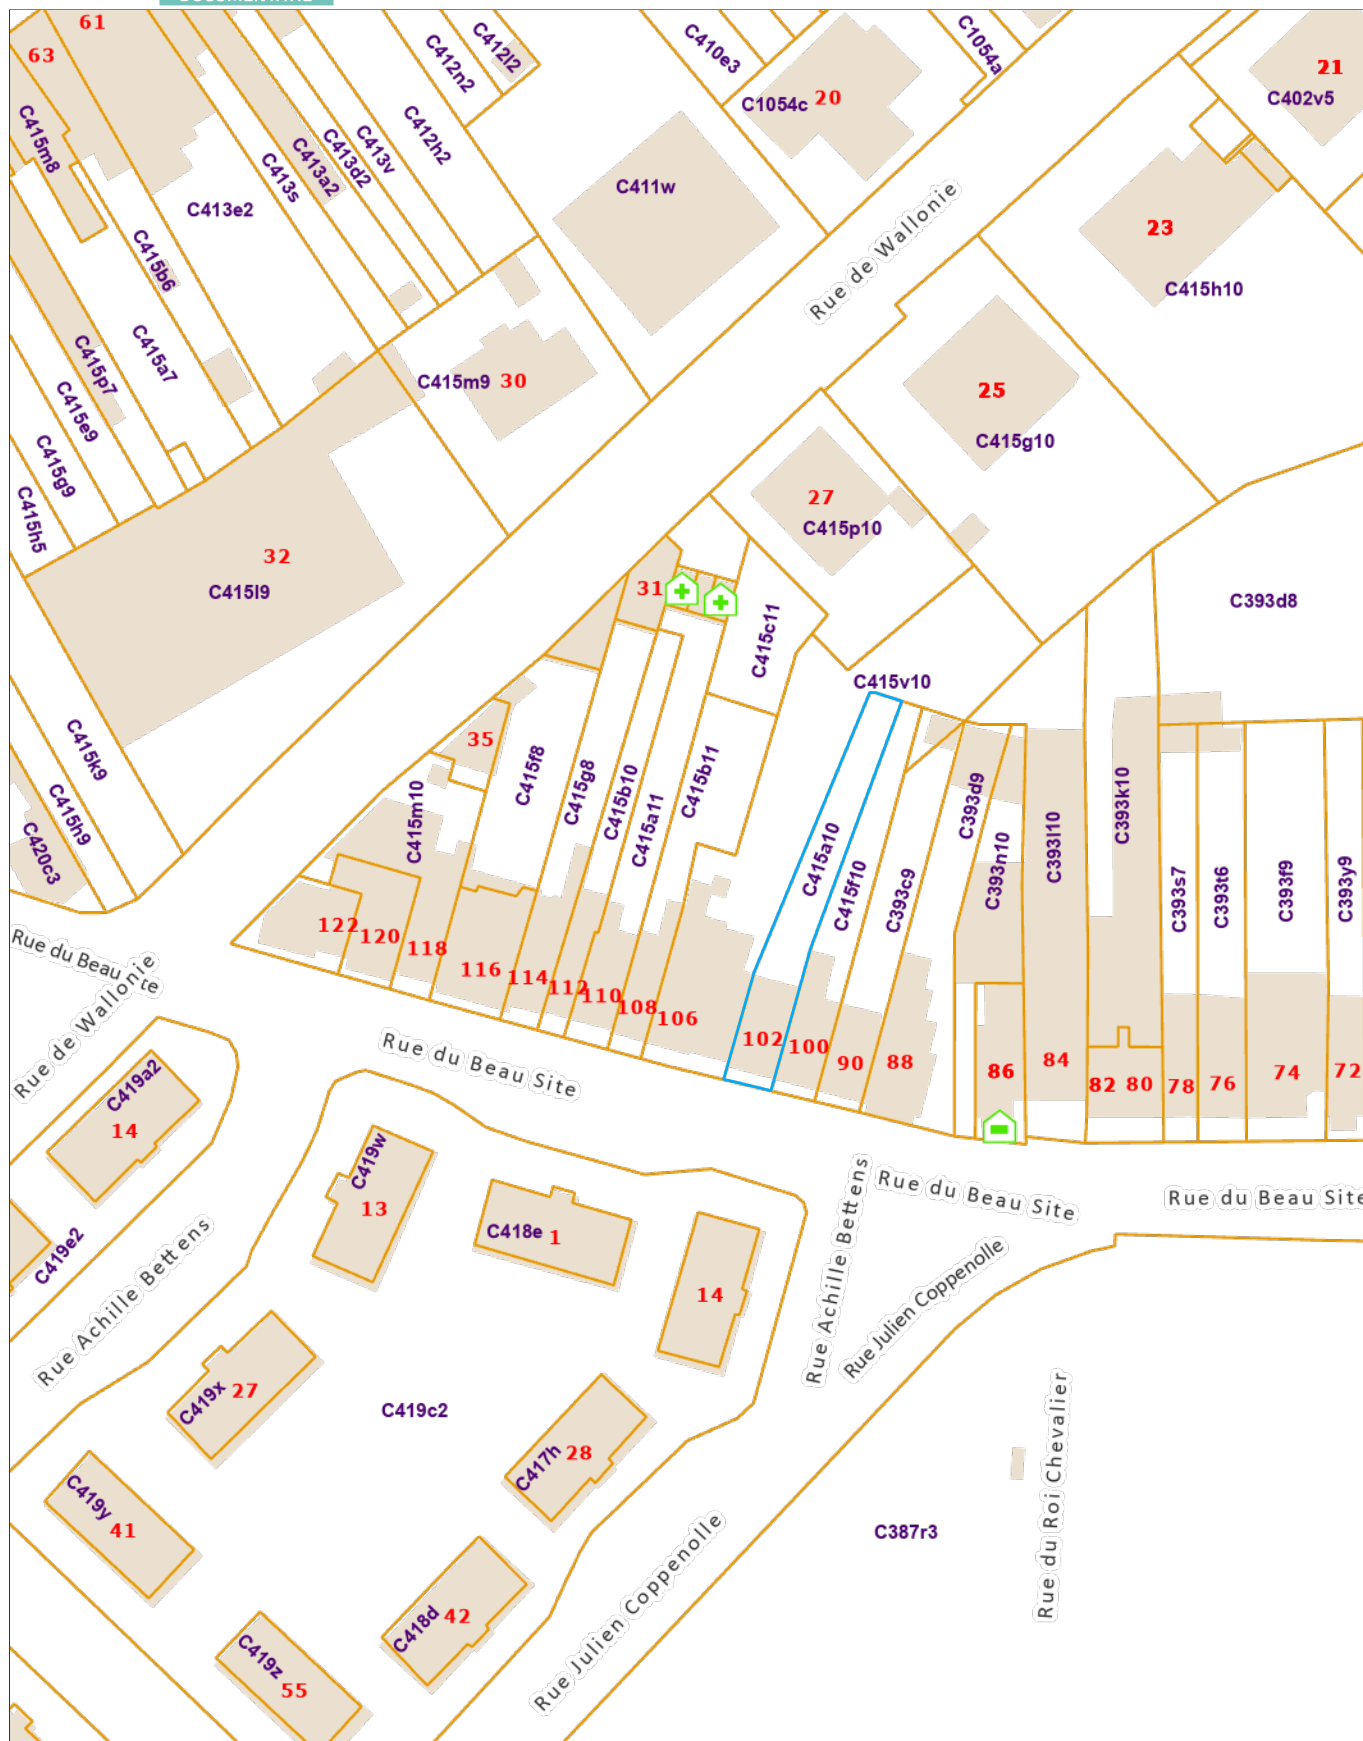 61
63
C415m8
C412n2
C412l2
C410e3
C1054a
C1054c
20
21
C402v5
C412h2
C413v
C413d2
C413a2
C413s
C413e2
C411w
Rue de Wallonie
23
C415h10
C415b6
C415a7
C415p7
C415e9
C415g9
C415h5
C415m9
30
25
C415g10
27
C415p10
32
C415l9
31
C415c11
C393d8
C415v10
C415k9
C415h9
C420c3
35
C415m10
C415f8
C415g8
C415b10
C415a11
C415b11
C415a10
C415f10
C393c9
C393d9
C393n10
C393l10
C393k10
C393s7
C393t6
C393f9
C393y9
122
120
118
116
114
112
110
108
106
102
100
90
88
86
84
82
80
78
76
74
72
Rue du Beau Site
Rue de Wallonie
Rue du Beau Site
C419a2
14
C419w
13
C418e
1
14
C419e2
Rue Achille Bettens
Rue Achille Bettens
Rue du Beau Site
Rue du Beau Site
Rue Julien Coppenolle
C419x
27
C419c2
C417h
28
C419y
41
C418d
42
C419z
55
Rue Julien Coppenolle
C387r3
Rue du Roi Chevalier